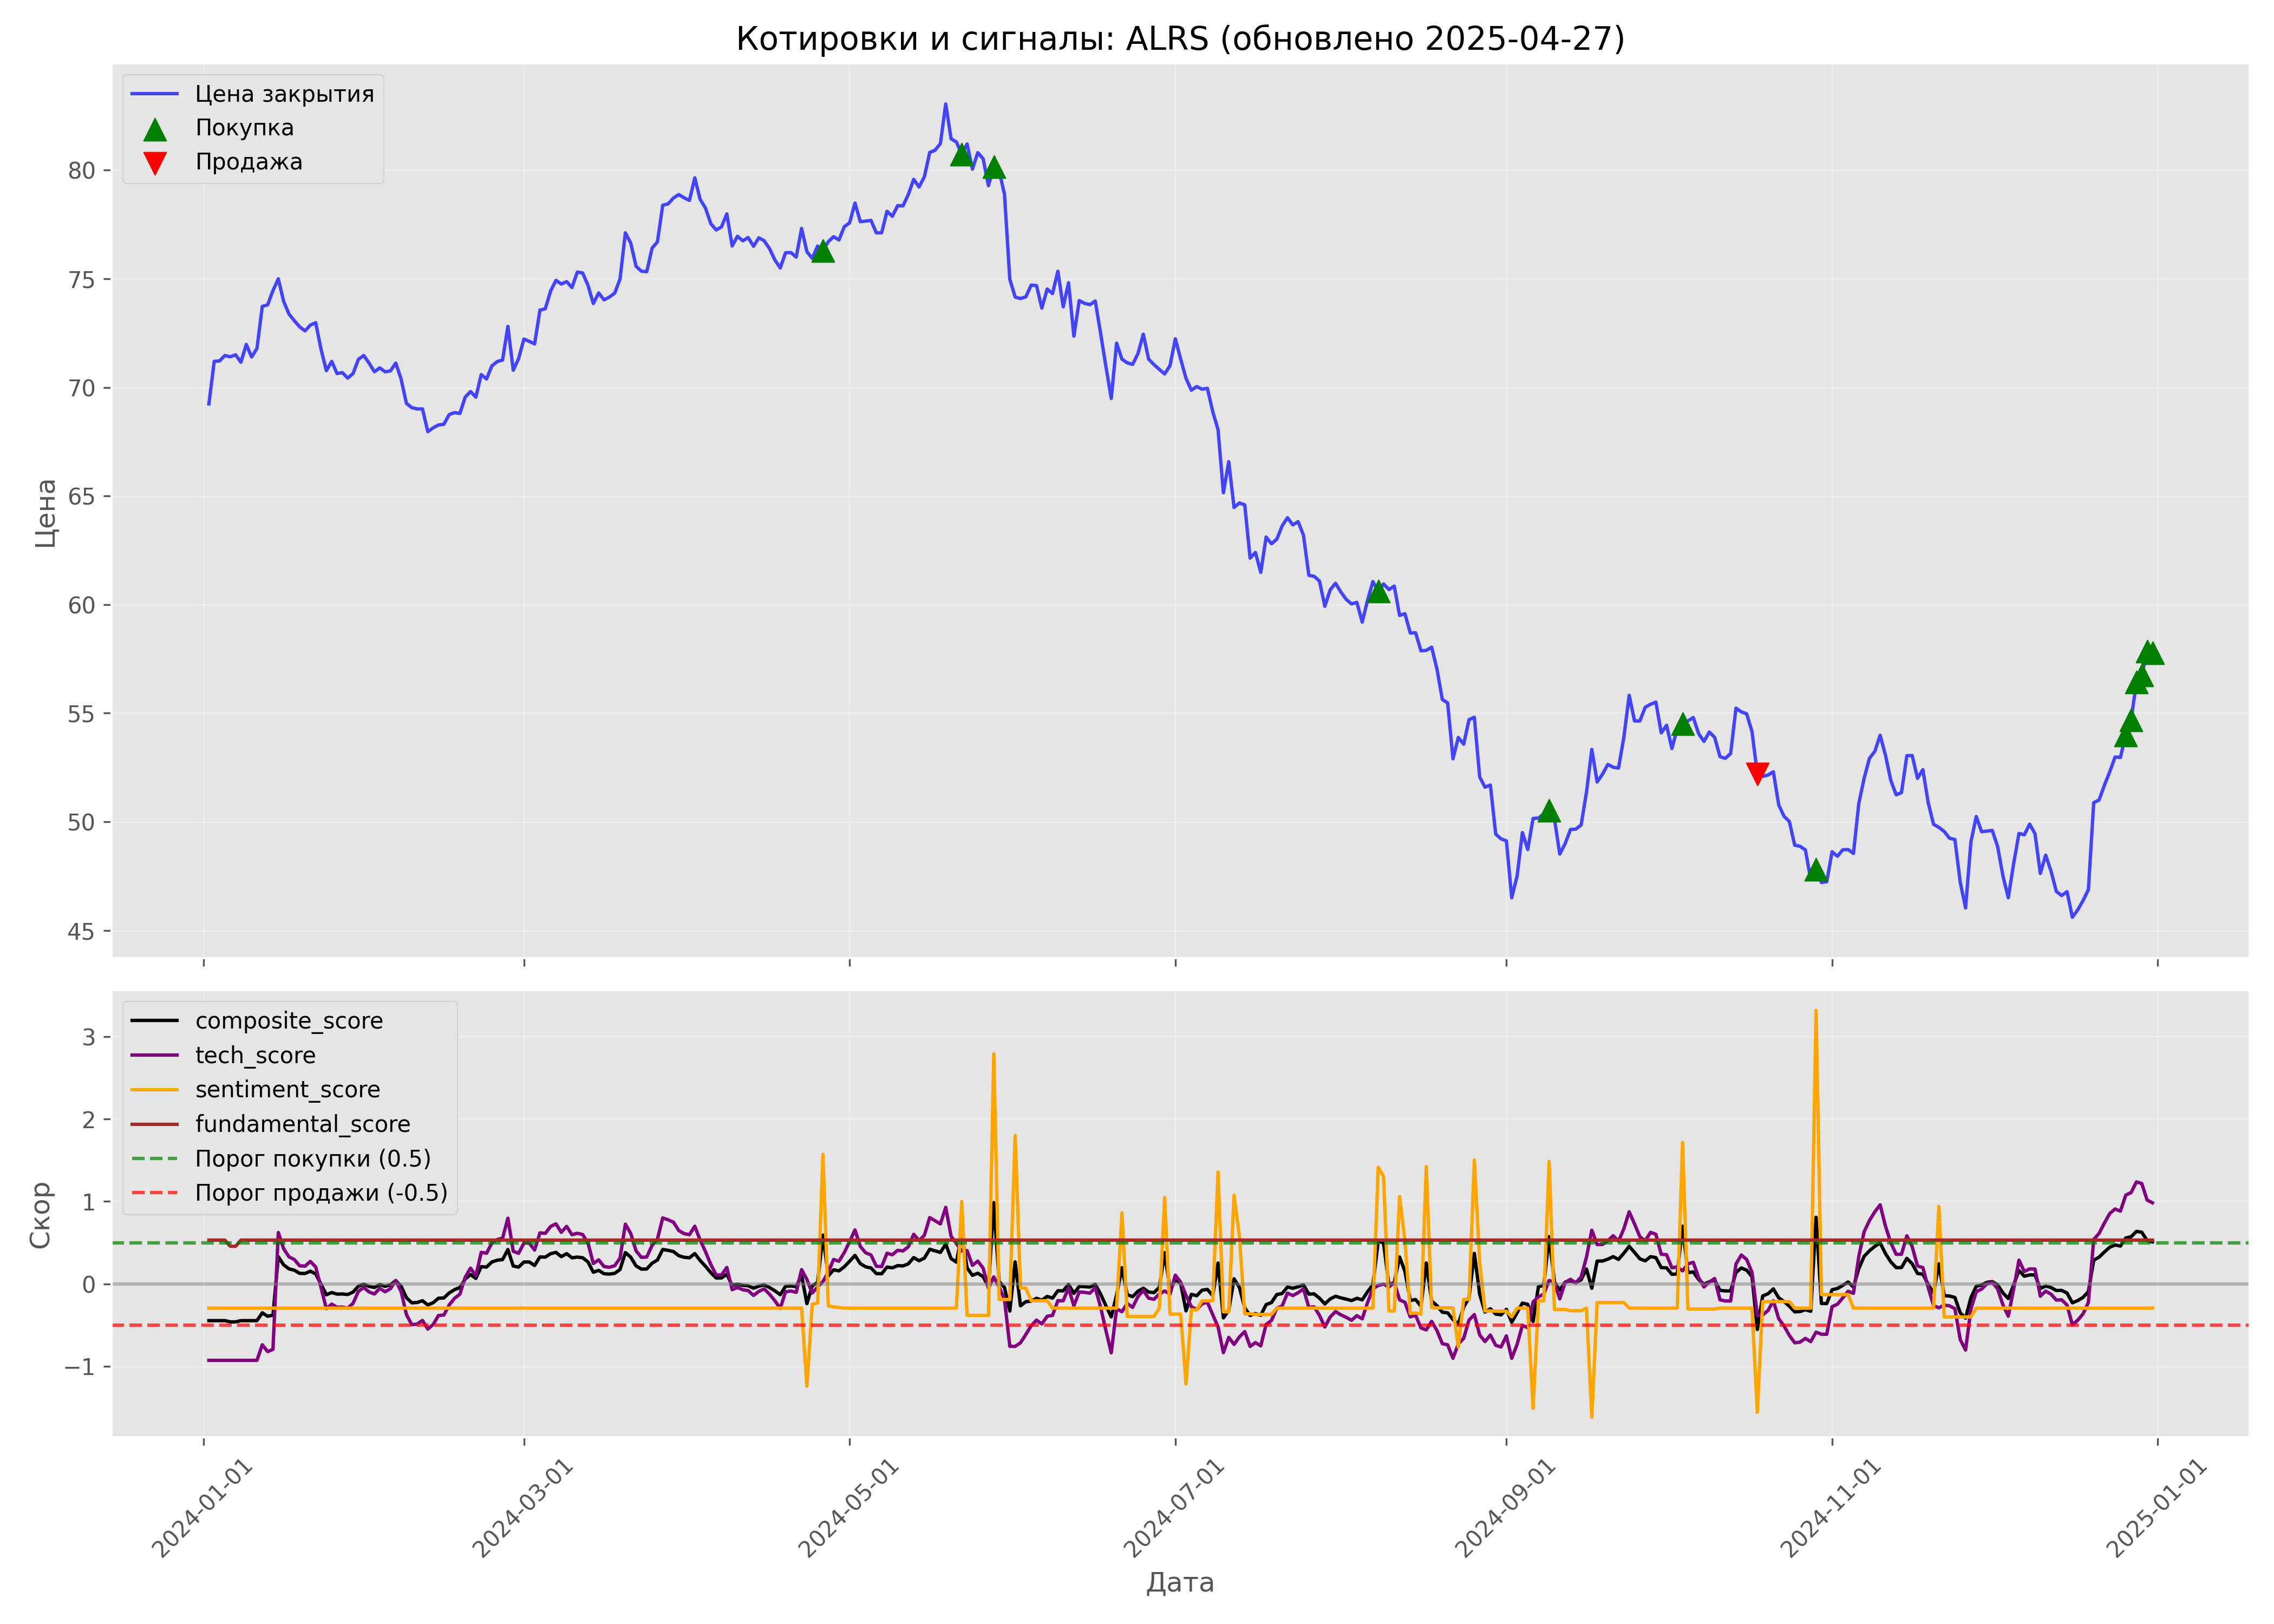 Котировки и сигналы: ALRS (обновлено 2025-04-27)
Цена закрытия
Покупка
Продажа
Цена
80
75
70
65
60
55
50
45
composite_score
tech_score
sentiment_score
fundamental_score
Порог покупки (0.5)
Порог продажи (-0.5)
Скор
3
2
1
0
−1
2024-01-01
2024-03-01
2024-05-01
2024-07-01
2024-09-01
2024-11-01
2025-01-01
Дата